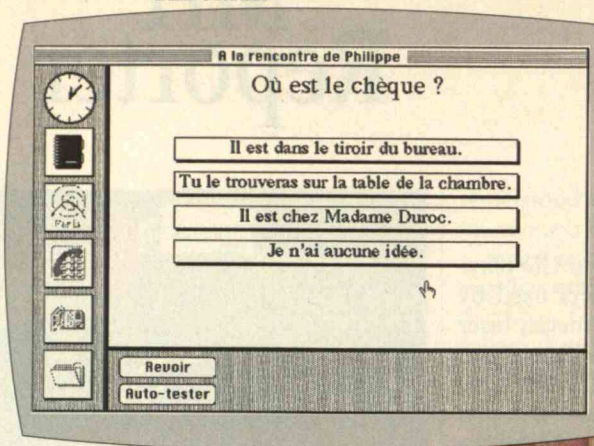 A la rencontre de Philippe
Où est le chèque ?
Il est dans le tiroir du bureau.
Tu le trouveras sur la table de la chambre.
Il est chez Madame Duroc.
Je n'ai aucune idée.
Paris
Revoir
Auto-tester